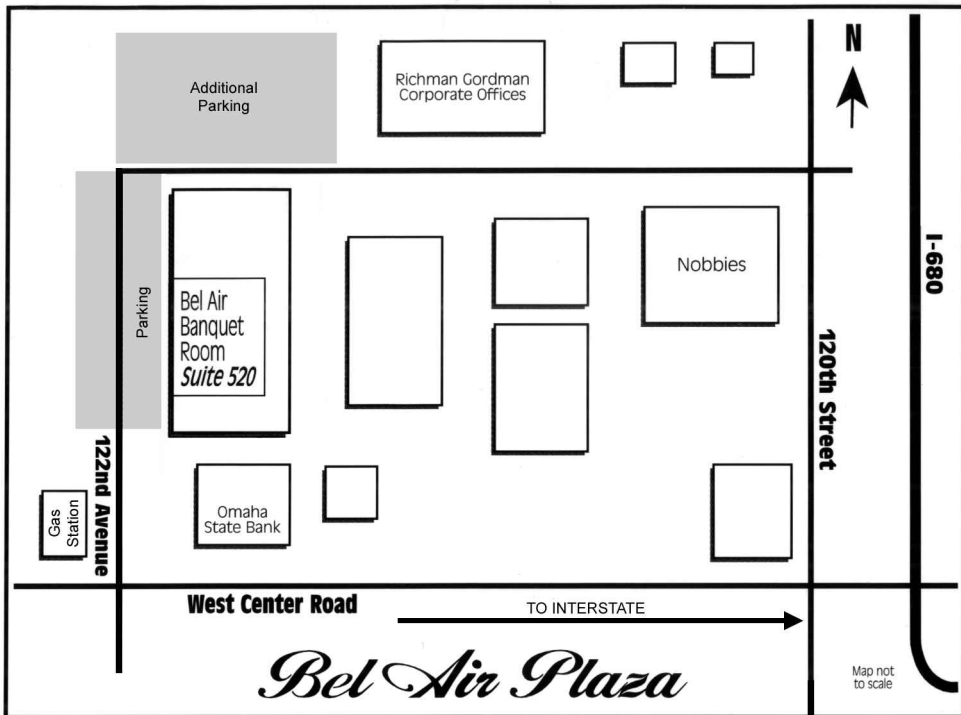 Additional
Parking
Richman Gordman
Corporate Offices
N
I-680
Nobbies
Parking
Bel Air
Banquet
Room
Suite 520
120th Street
122nd Avenue
Gas
Station
Omaha
State Bank
West Center Road
TO INTERSTATE
Bel Air Plaza
Map not
to scale